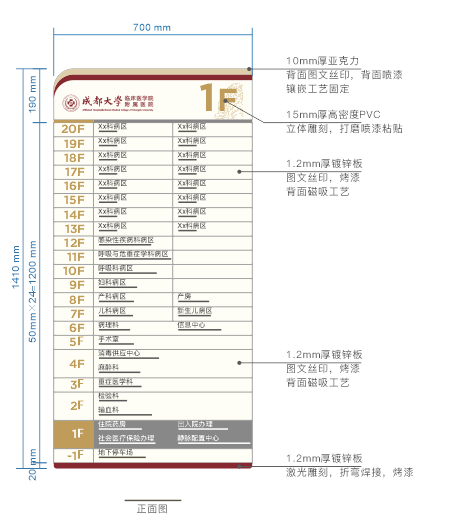 700 mm
190 mm
1410 mm
50mm×24=1200 mm
20 mm
成都大学 临床医学院
附属医院
1F
20F Xx科病区 Xx科病区
19F Xx科病区 Xx科病区
18F Xx科病区 Xx科病区
17F Xx科病区 Xx科病区
16F Xx科病区 Xx科病区
15F Xx科病区 Xx科病区
14F Xx科病区 Xx科病区
13F Xx科病区 Xx科病区
12F 感染性疾病科病区
11F 呼吸与危重症学科病区
10F 呼吸科病区
9F 妇科病区
8F 产科病区 产房
7F 儿科病区 新生儿病区
6F 病理科 信息中心
5F 手术室
4F 消毒供应中心
麻醉科
3F 重症医学科
2F 检验科
输血科
1F 住院药房 出入院办理
社会医疗保险办理 静脉配置中心
-1F 地下停车场
10mm厚亚克力
背面图文丝印，背面喷漆
镶嵌工艺固定
15mm厚高密度PVC
立体雕刻，打磨喷漆粘贴
1.2mm厚镀锌板
图文丝印，烤漆
背面磁吸工艺
1.2mm厚镀锌板
图文丝印，烤漆
背面磁吸工艺
1.2mm厚镀锌板
激光雕刻，折弯焊接，烤漆
正面图